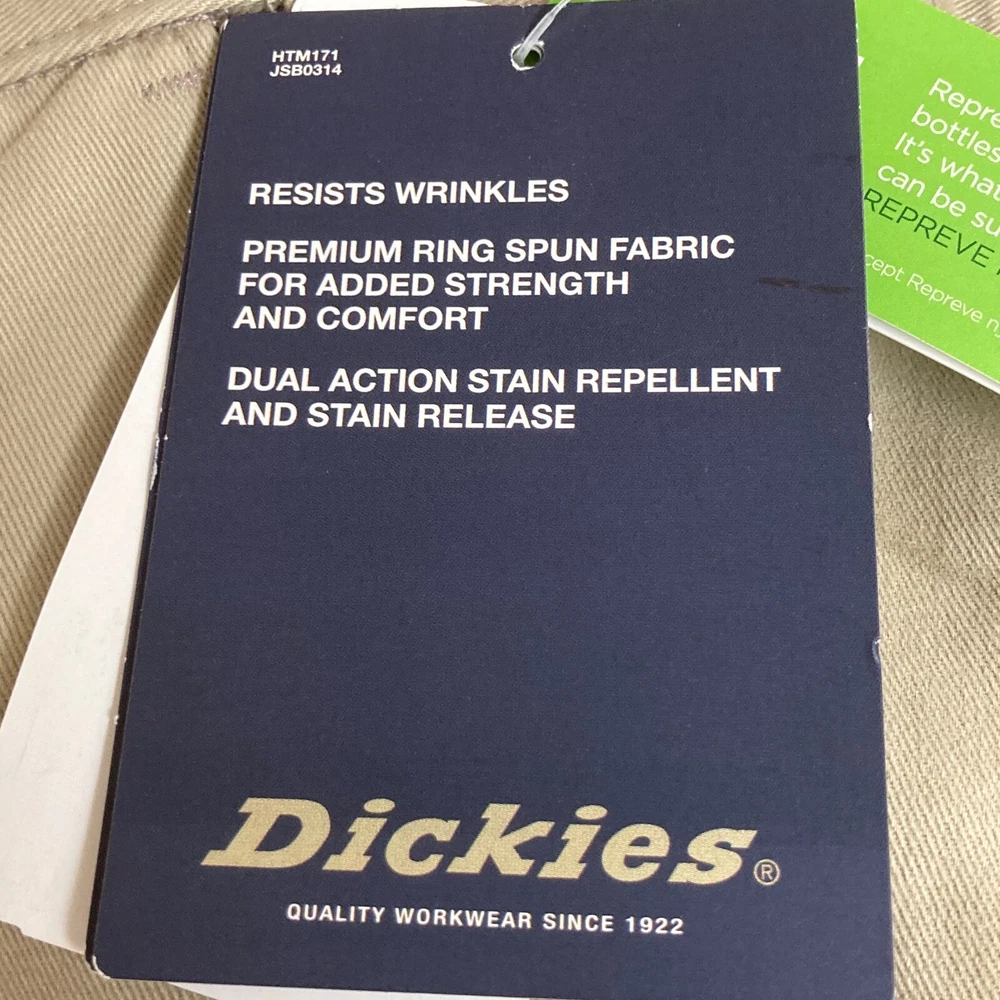 HTM171
JSB0314
RESISTS WRINKLES
PREMIUM RING SPUN FABRIC
FOR ADDED STRENGTH
AND COMFORT
DUAL ACTION STAIN REPELLENT
AND STAIN RELEASE
Dickies®
QUALITY WORKWEAR SINCE 1922
bottles
It's what
can be
REPREVE
Repreve